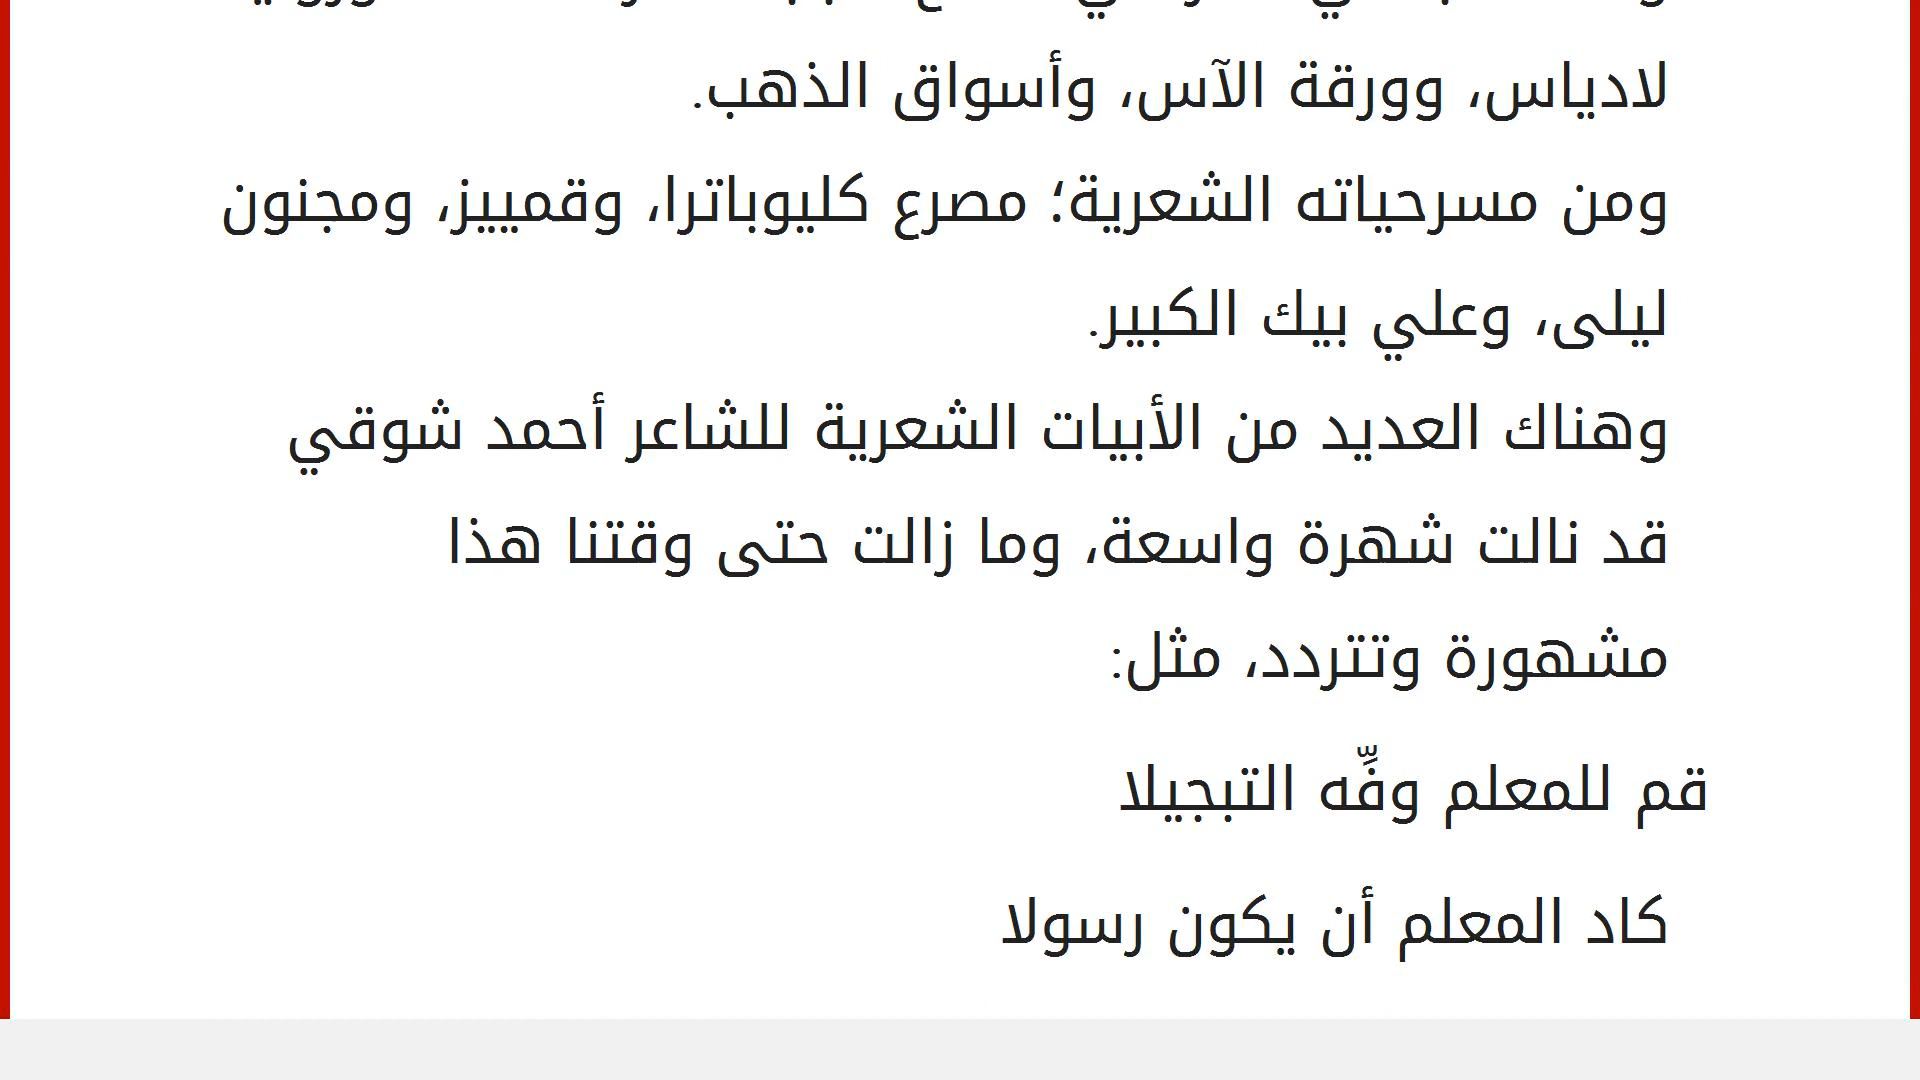 لادياس، وورقة الآس، وأسواق الذهب.
ومن مسرحياته الشعرية؛ مصرع كليوباترا، وقمبيز، ومجنون
ليلى، وعلي بيك الكبير.
وهناك العديد من الأبيات الشعرية للشاعر أحمد شوقي
قد نالت شهرة واسعة، وما زالت حتى وقتنا هذا
مشهورة وتتردد، مثل:
قم للمعلم وفِّه التبجيلا
كاد المعلم أن يكون رسولا